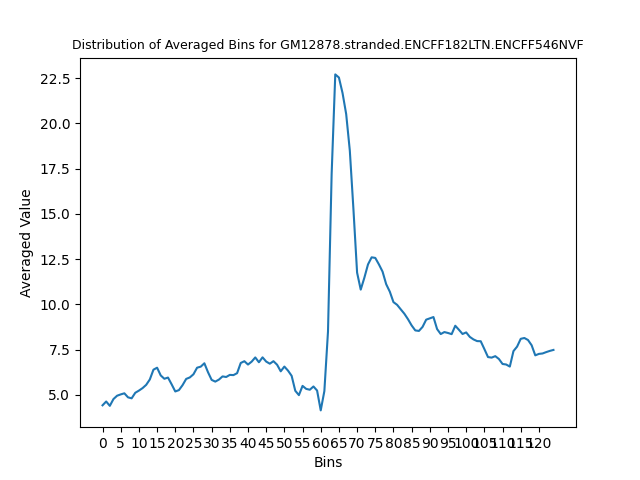 Distribution of Averaged Bins for GM12878.stranded.ENCFF182LTN.ENCFF546NVF
Averaged Value
22.5
20.0
17.5
15.0
12.5
10.0
7.5
5.0
0 5 10 15 20 25 30 35 40 45 50 55 60 65 70 75 80 85 90 95 100 105 110 115 120
Bins